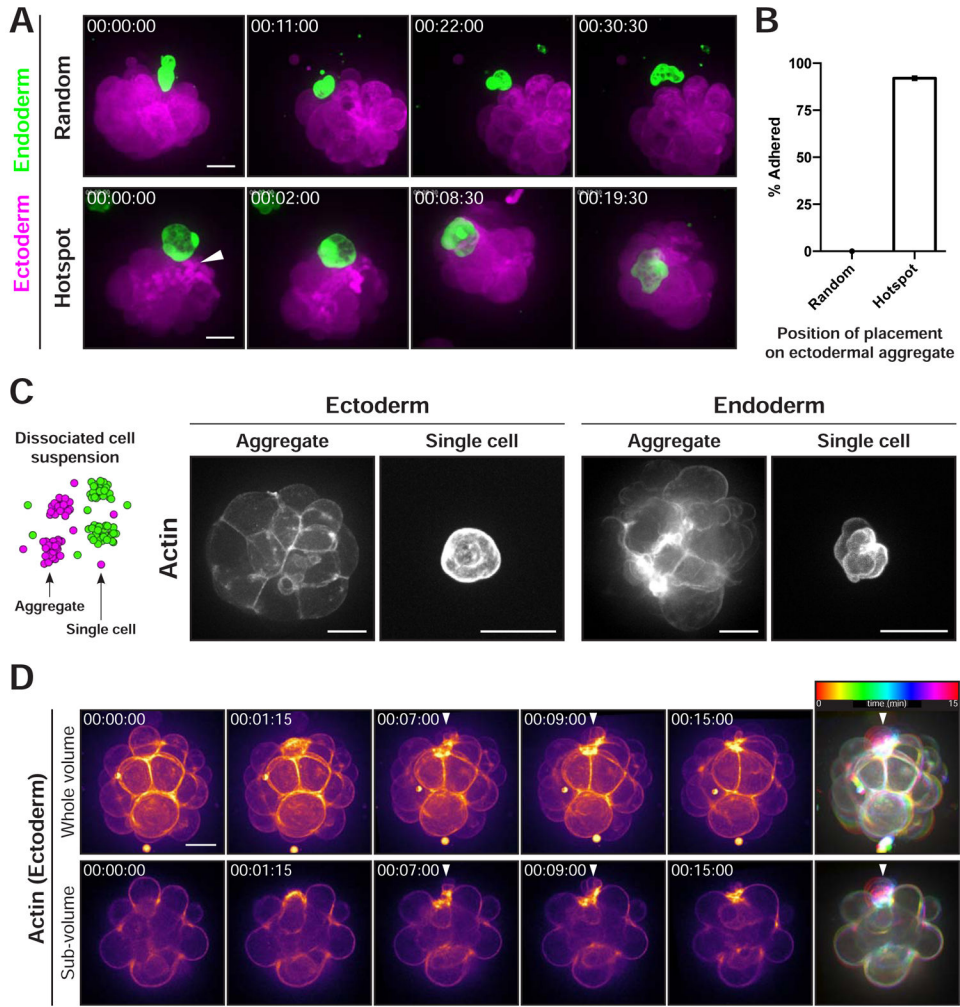 A
Endoderm
Ectoderm
Random
00:00:00
00:11:00
00:22:00
00:30:30
Hotspot
00:00:00
00:02:00
00:08:30
00:19:30
B
% Adhered
100
75
50
25
0
Random
Hotspot
Position of placement
on ectodermal aggregate
C
Dissociated cell
suspension
Aggregate
Single cell
Ectoderm
Endoderm
Aggregate
Single cell
Aggregate
Single cell
Actin
D
Actin (Ectoderm)
0 time (min) 15
Whole volume
00:00:00
00:01:15
00:07:00
00:09:00
00:15:00
Sub-volume
00:00:00
00:01:15
00:07:00
00:09:00
00:15:00